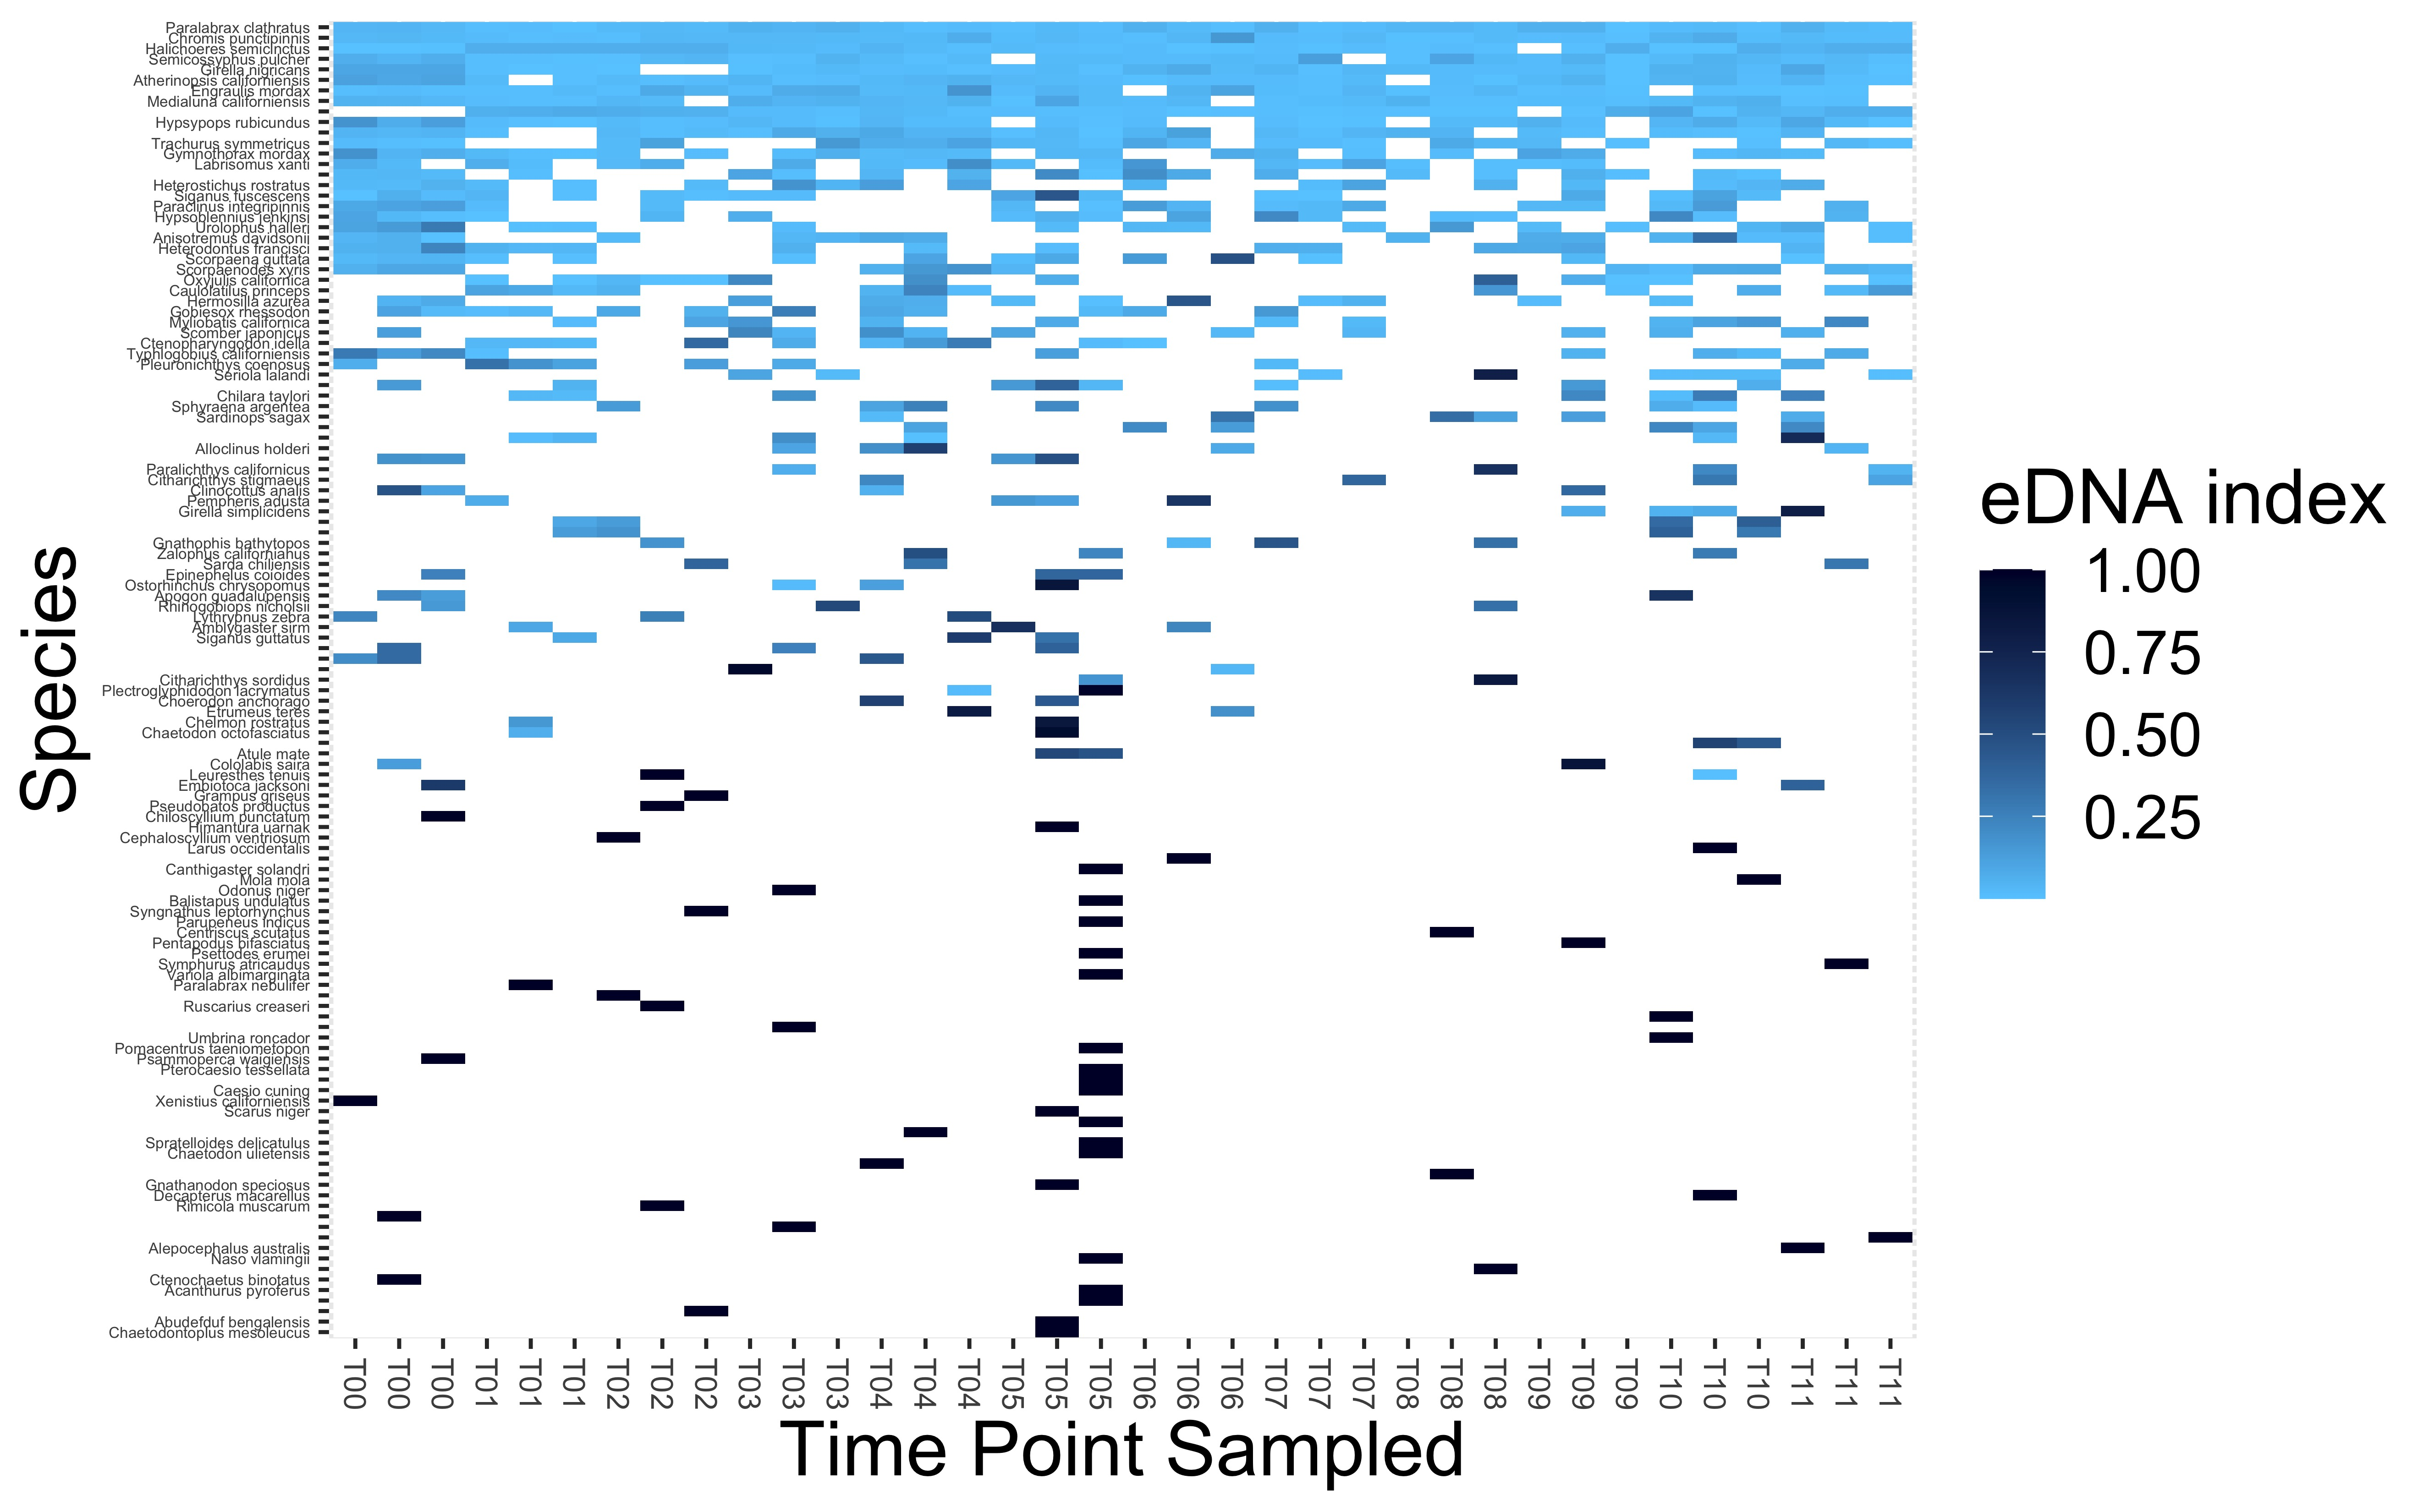 Paralabrax clathratus
Chromis punctipinnis
Halichoeres semicinctus
Semicossyphus pulcher
Girella nigricans
Atherinopsis californiensis
Engraulis mordax
Medialuna californiensis
Hypsypops rubicundus
Trachurus symmetricus
Gymnothorax mordax
Labrisomus xanti
Heterostichus rostratus
Siganus fuscescens
Paraclinus integripinnis
Hypsoblennius jenkinsi
Urolophus halleri
Anisotremus davidsonii
Heterodontus francisci
Scorpaena guttata
Scorpaenodes xyris
Oxyjulis californica
Caulolatilus princeps
Hermosilla azurea
Gobiesox rhessodon
Myliobatis californica
Scomber japonicus
Ctenopharyngodon idella
Typhlogobius californiensis
Pleuronichthys coenosus
Seriola lalandi
Chilara taylori
Sphyraena argentea
Sardinops sagax
Alloclinus holderi
Paralichthys californicus
Citharichthys stigmaeus
Clinocottus analis
Pempheris adusta
Girella simplicidens
Gnathophis bathytopos
Zalophus californianus
Sarda chiliensis
Epinephelus coioides
Ostorhinchus chrysopomus
Apogon guadalupensis
Rhinogobiops nicholsii
Lythrypnus zebra
Amblygaster sirm
Siganus guttatus
Citharichthys sordidus
Plectroglyphidodon lacrymatus
Choerodon anchorago
Etrumeus teres
Chelmon rostratus
Chaetodon octofasciatus
Atule mate
Cololabis saira
Leuresthes tenuis
Embiotoca jacksoni
Grampus griseus
Pseudobatos productus
Chiloscyllium punctatum
Himantura uarnak
Cephaloscyllium ventriosum
Larus occidentalis
Canthigaster solandri
Mola mola
Odonus niger
Balistapus undulatus
Syngnathus leptorhynchus
Parupeneus indicus
Centriscus scutatus
Pentapodus bifasciatus
Psettodes erumei
Symphurus atricaudus
Variola albimarginata
Paralabrax nebulifer
Ruscarius creaseri
Umbrina roncador
Pomacentrus taeniometopon
Psammoperca waigiensis
Pterocaesio tessellata
Caesio cuning
Xenistius californiensis
Scarus niger
Spratelloides delicatulus
Chaetodon ulietensis
Gnathanodon speciosus
Decapterus macarellus
Rimicola muscarum
Alepocephalus australis
Naso vlamingii
Ctenochaetus binotatus
Acanthurus pyroferus
Abudefduf bengalensis
Chaetodontoplus mesoleucus
Species
T00 T00 T00 T01 T01 T01 T02 T02 T02 T03 T03 T03 T04 T04 T04 T05 T05 T05 T06 T06 T06 T07 T07 T07 T08 T08 T08 T09 T09 T09 T10 T10 T10 T11 T11 T11
Time Point Sampled
eDNA index
1.00
0.75
0.50
0.25